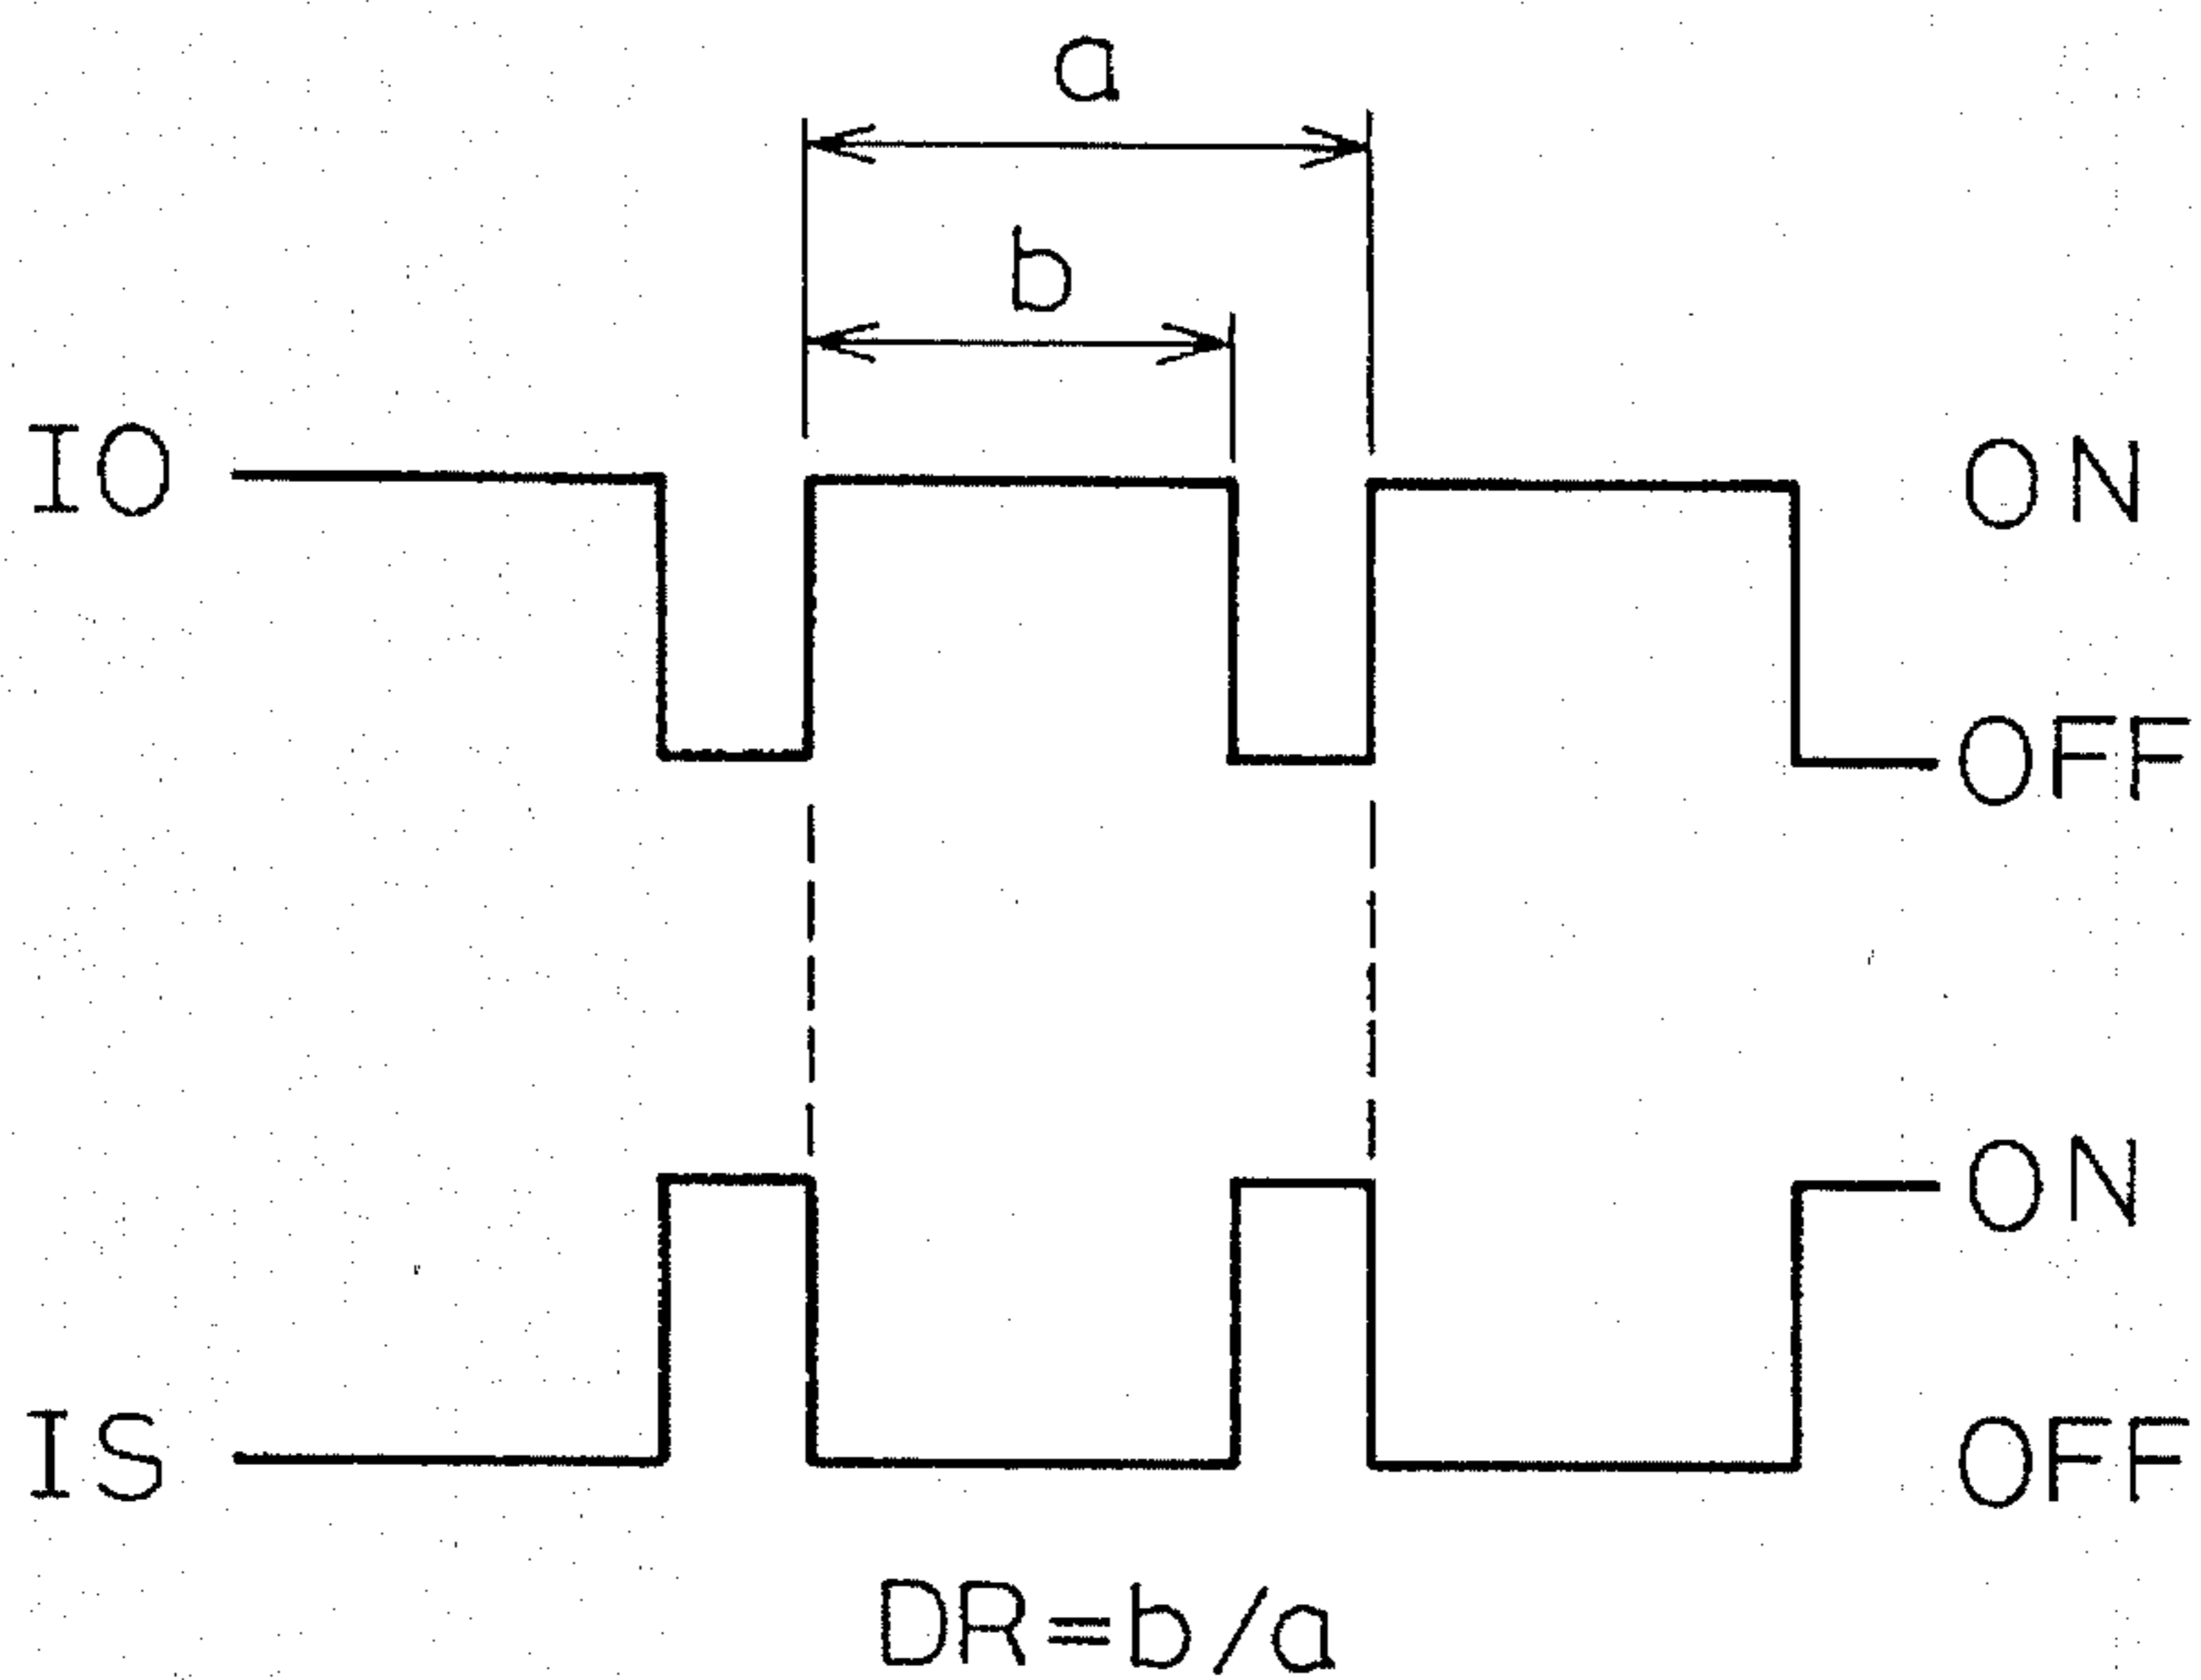 a
b
IO ON
OFF
ON
IS OFF
DR=b/a